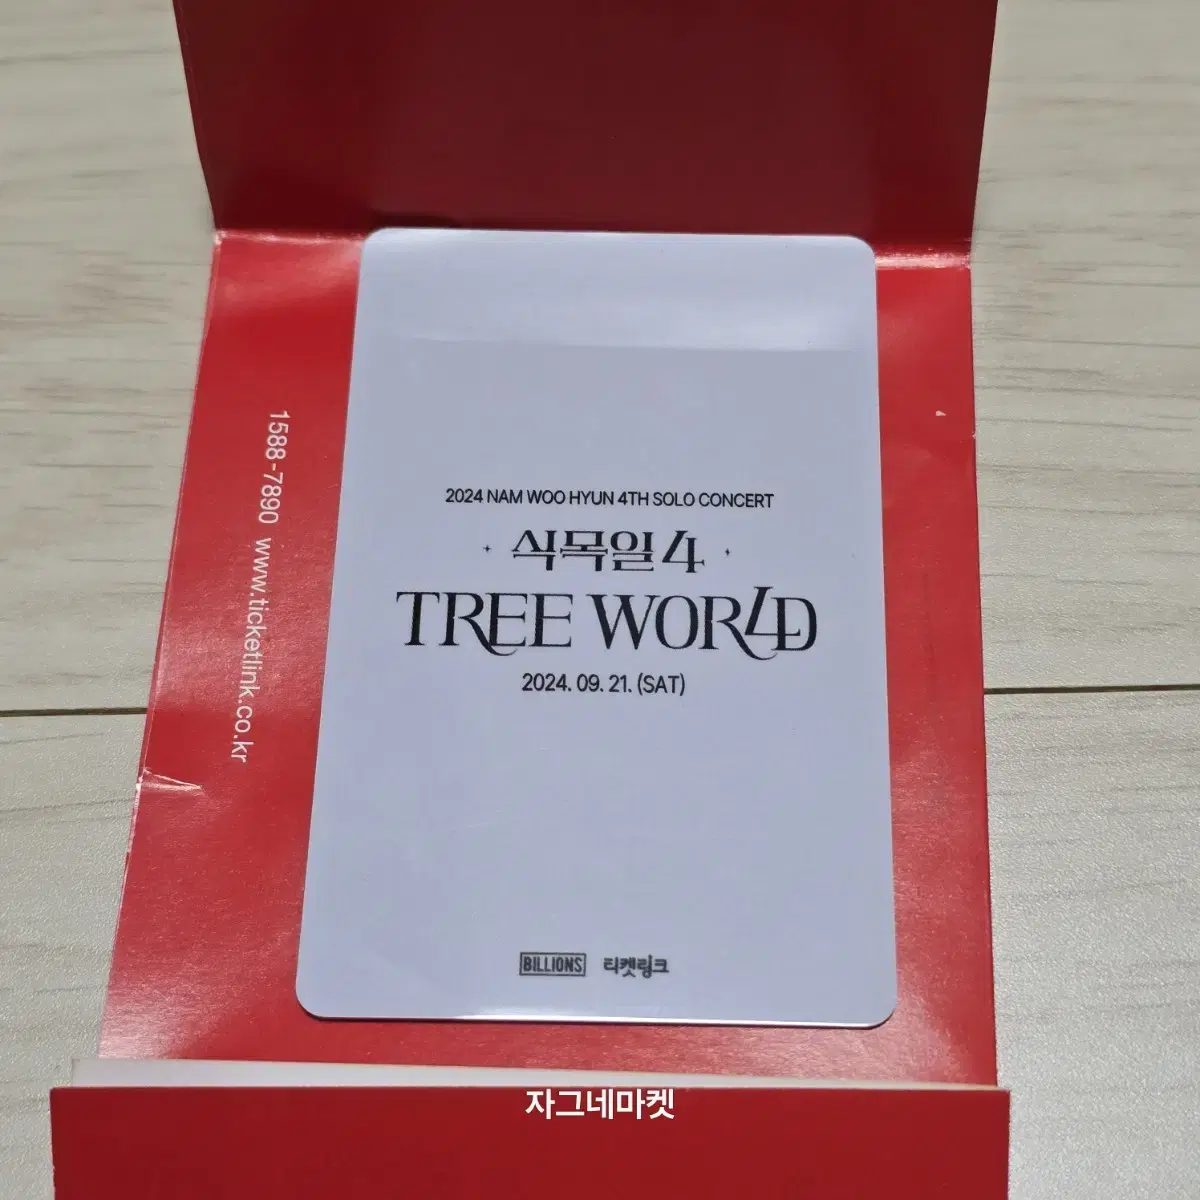 1588-7890 www.ticketlink.co.kr
2024 NAM WOO HYUN 4TH SOLO CONCERT
식목일4
TREE WORLD
2024. 09. 21. (SAT)
BILLIONS 티켓링크
자그네마켓